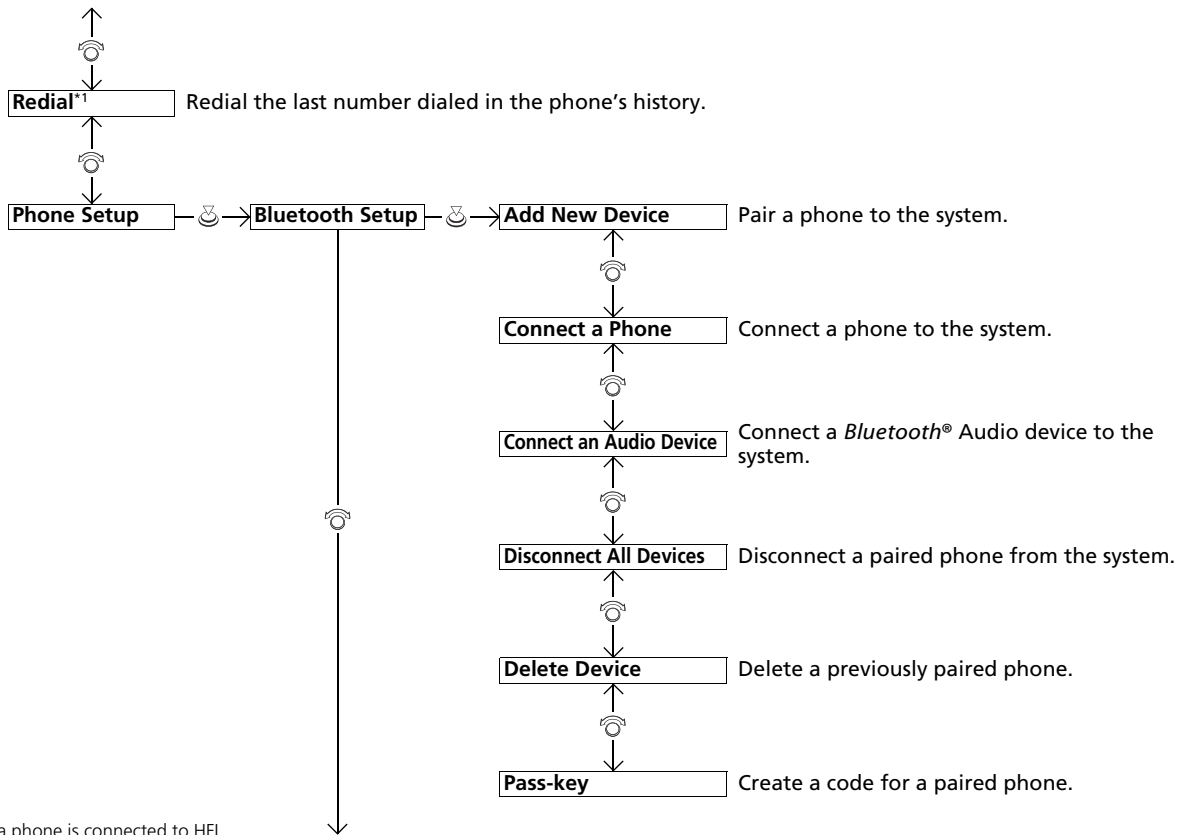 Redial*1 Redial the last number dialed in the phone's history.
Phone Setup Bluetooth Setup Add New Device Pair a phone to the system.
Connect a Phone Connect a phone to the system.
Connect an Audio Device Connect a Bluetooth® Audio device to the
system.
Disconnect All Devices Disconnect a paired phone from the system.
Delete Device Delete a previously paired phone.
Pass-key Create a code for a paired phone.
a phone is connected to HFL